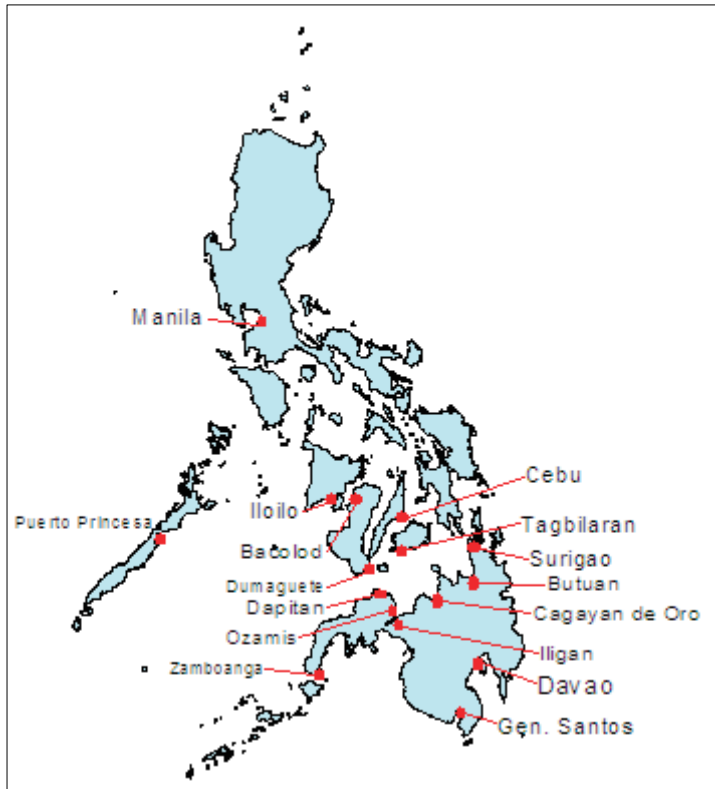 Manila
Cebu
Iloilo
Puerto Princesa
Tagbilaran
Bacolod
Surigao
Dumaguete
Butuan
Dapitan
Cagayan de Oro
Ozamis
Iligan
Zamboanga
Davao
Gen. Santos